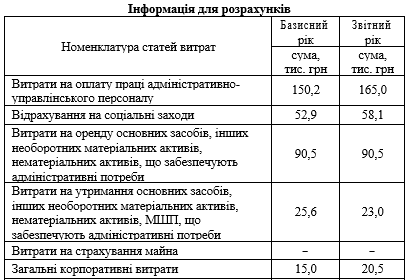 Інформація для розрахунків
Номенклатура статей витрат
Базисний
рік
Звітний
рік
сума,
тис. грн
сума,
тис. грн
Витрати на оплату праці адміністративно-
управлінського персоналу
150,2
165,0
Відрахування на соціальні заходи
52,9
58,1
Витрати на оренду основних засобів, інших
необоротних матеріальних активів,
нематеріальних активів, що забезпечують
адміністративні потреби
90,5
90,5
Витрати на утримання основних засобів,
інших необоротних матеріальних активів,
нематеріальних активів, МШП, що
забезпечують адміністративні потреби
25,6
23,0
Витрати на страхування майна
–
–
Загальні корпоративні витрати
15,0
20,5